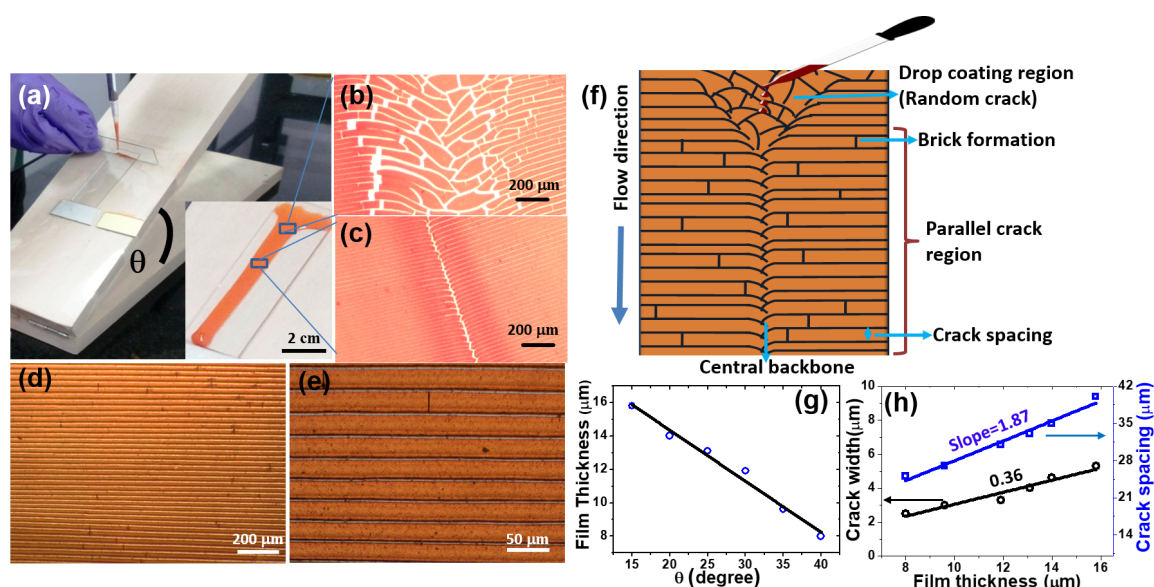 (a)
θ
2 cm
(b)
200 μm
(c)
200 μm
(d)
200 μm
(e)
50 μm
(f)
Flow direction
Drop coating region
(Random crack)
Brick formation
Parallel crack
region
Crack spacing
Central backbone
(g)
Film Thickness (μm)
16
14
12
10
8
15 20 25 30 35 40
θ (degree)
(h)
Crack width(μm)
10
8
6
4
2
0
Slope=1.87
0.36
42
35
28
21
14
Crack spacing (μm)
8 10 12 14 16
Film thickness (μm)